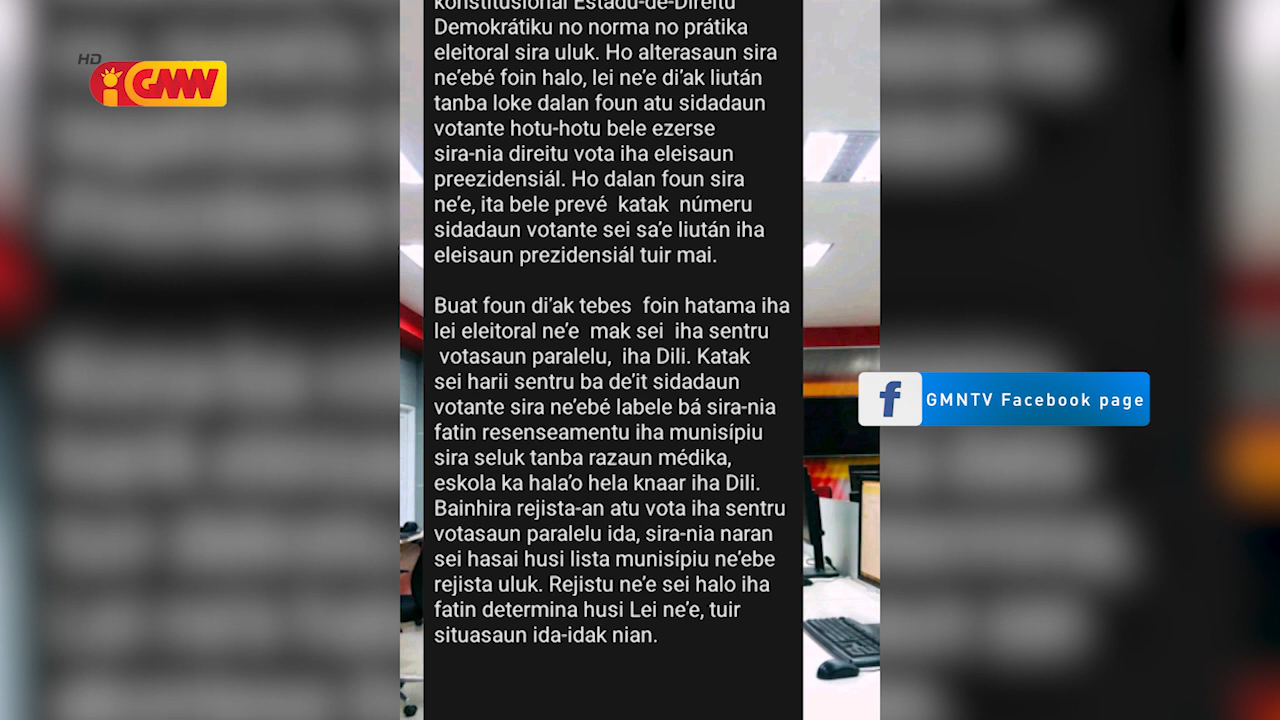 HD
GMN
konstitusional Estadu-de-Direitu
Demokrátiku no norma no prátika
eleitoral sira uluk. Ho alterasaun sira
ne’ebé foin halo, lei ne’e di’ak liután
tanba loke dalan foun atu sidadaun
votante hotu-hotu bele ezerse
sira-nia direitu vota iha eleisaun
preezidensiál. Ho dalan foun sira
ne’e, ita bele prevé  katak  númeru
sidadaun votante sei sa’e liután iha
eleisaun prezidensiál tuir mai.
Buat foun di’ak tebes  foin hatama iha
lei eleitoral ne’e  mak sei  iha sentru
votasaun paralelu,  iha Dili. Katak
sei harii sentru ba de’it sidadaun
votante sira ne’ebé labele bá sira-nia
fatin resenseamentu iha munisípiu
sira seluk tanba razaun médika,
eskola ka hala’o hela knaar iha Dili.
Bainhira rejista-an atu vota iha sentru
votasaun paralelu ida, sira-nia naran
sei hasai husi lista munisípiu ne’ebe
rejista uluk. Rejistu ne’e sei halo iha
fatin determina husi Lei ne’e, tuir
situasaun ida-idak nian.
f GMNTV Facebook page